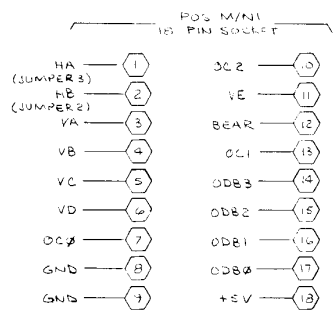 POS M/N1
18 PIN SOCKET
HA 1
(JUMPER 3)
HB 2
(JUMPER 2)
VA 3
VB 4
VC 5
VD 6
OCØ 7
GND 8
GND 9
OC2 10
VE 11
BEAR 12
OC1 13
ODB3 14
ODB2 15
ODB1 16
ODBØ 17
+5V 18